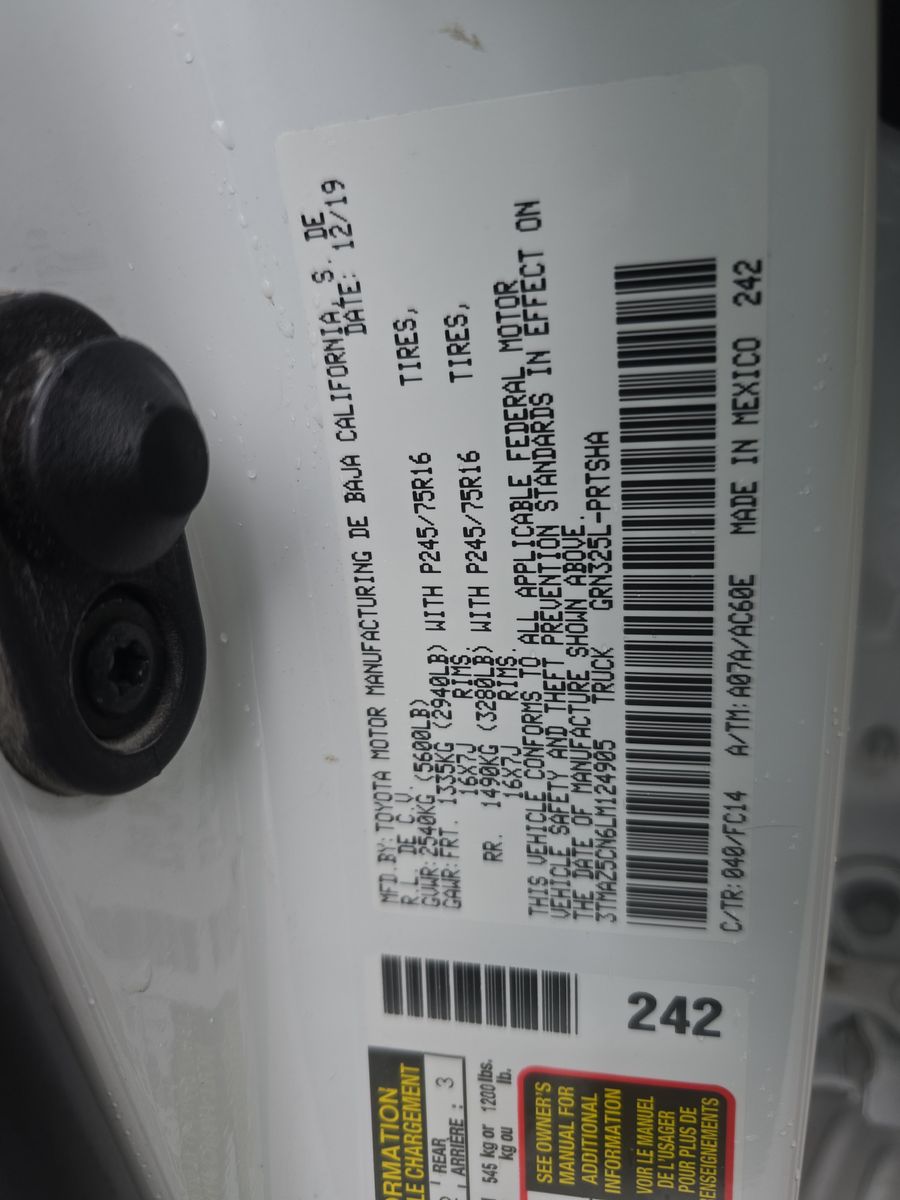 MFD.BY:TOYOTA MOTOR MANUFACTURING DE BAJA CALIFORNIA, S. DE
R.L. DE C.V. DATE: 12/19
GVWR:2540KG (5600LB)
GAWR:FRT. 1335KG (2940LB) WITH P245/75R16 TIRES,
16X7J RIMS.
RR. 1490KG (3280LB) WITH P245/75R16 TIRES,
16X7J RIMS.
THIS VEHICLE CONFORMS TO ALL APPLICABLE FEDERAL MOTOR
VEHICLE SAFETY AND THEFT PREVENTION STANDARDS IN EFFECT ON
THE DATE OF MANUFACTURE SHOWN ABOVE.
3TMAZ5CN6LM124905 TRUCK GRN325L-PRTSHA
C/TR:040/FC14 A/TM:A07A/AC60E MADE IN MEXICO 242
242
ORMATION
LE CHARGEMENT
REAR
ARRIÈRE : 3
545 kg or 1200 lbs.
kg ou lb.
SEE OWNER'S
MANUAL FOR
ADDITIONAL
INFORMATION
VOIR LE MANUEL
DE L'USAGER
POUR PLUS DE
RENSEIGNEMENTS